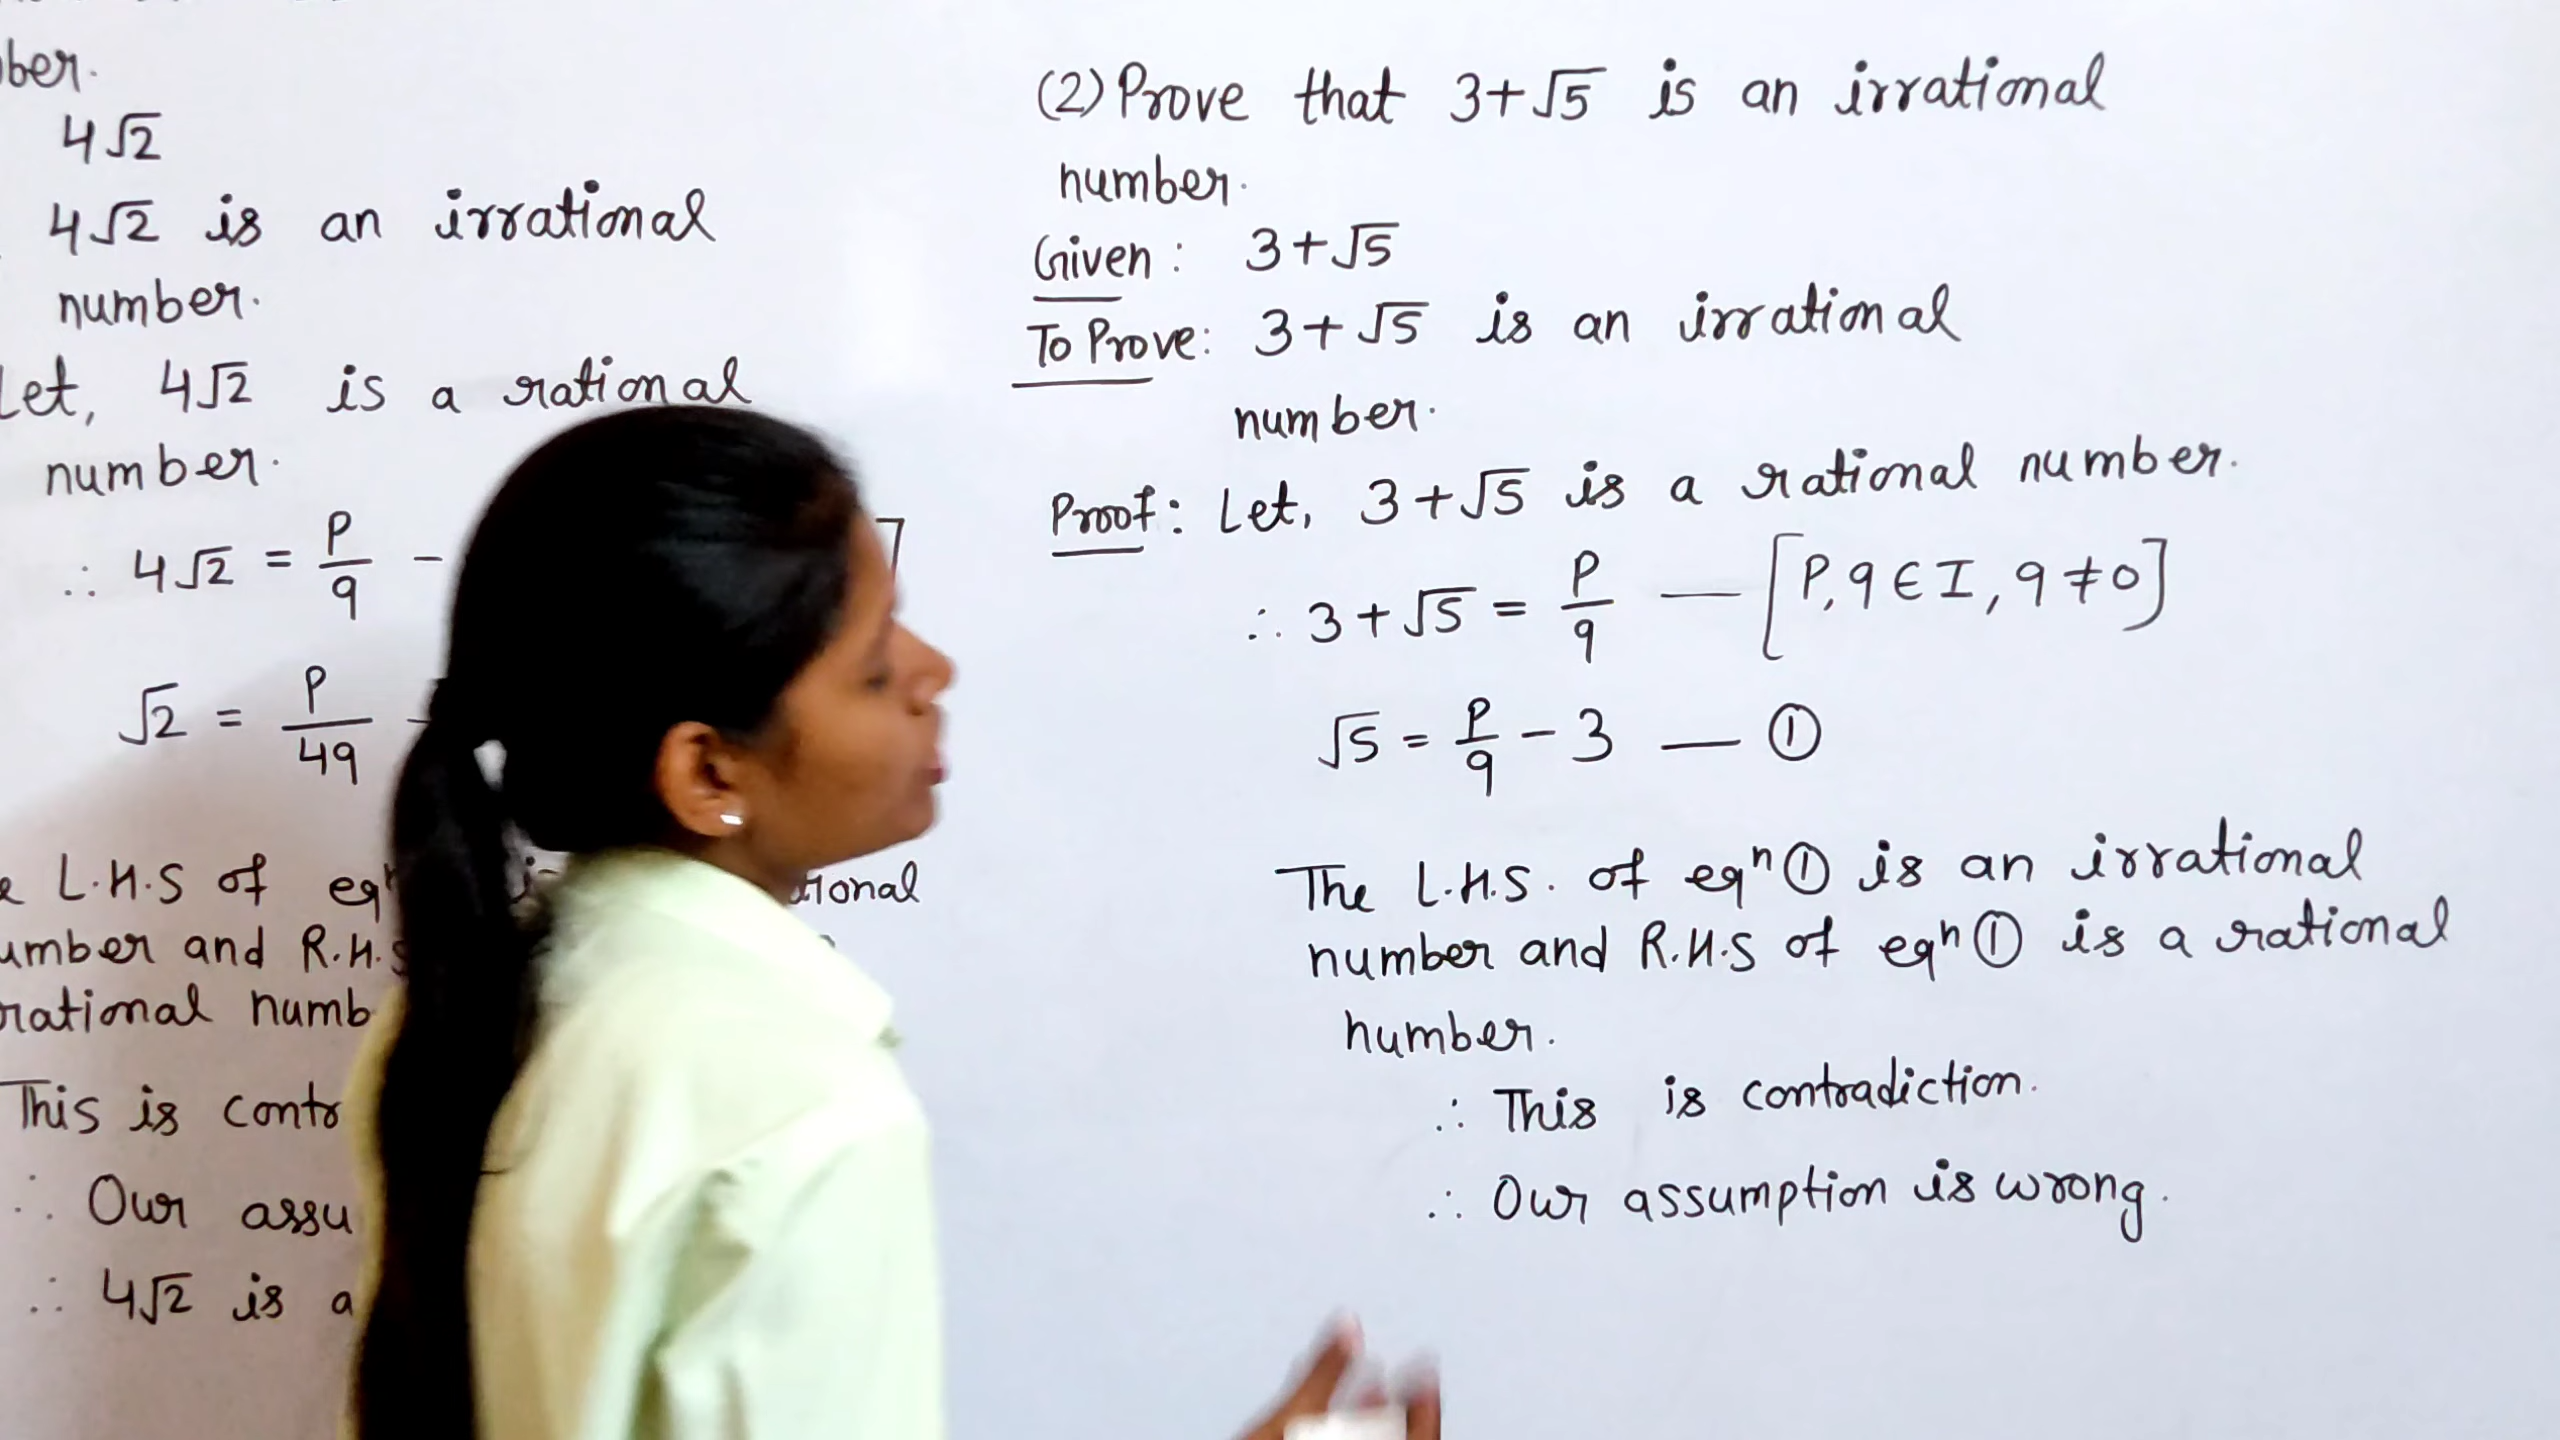 ber.
4√2
4√2 is an irrational
number.
Let, 4√2 is a rational
number.
∴ 4√2 = P/q — ]
√2 = P/4q —
L.H.S of eqⁿ
number and R.H.S
rational numb
This is contr
∴ Our assu
∴ 4√2 is a
(2) Prove that 3+√5 is an irrational
number.
Given: 3+√5
To Prove: 3+√5 is an irrational
number.
Proof: Let, 3+√5 is a rational number.
∴ 3+√5 = P/q — [P, q ∈ I, q ≠ 0]
√5 = P/q - 3 — ①
The L.H.S. of eqⁿ ① is an irrational
number and R.H.S of eqⁿ ① is a rational
number.
∴ This is contradiction.
∴ Our assumption is wrong.